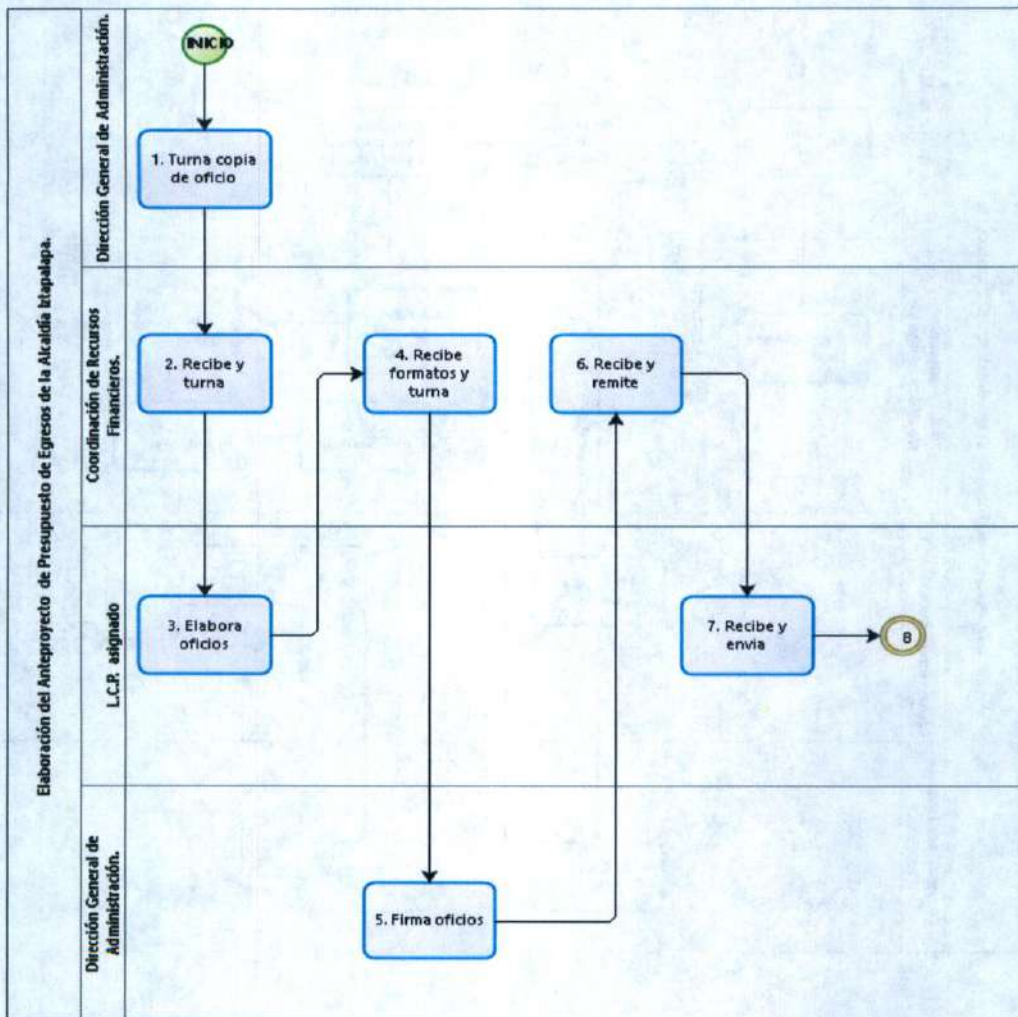 Elaboración del Anteproyecto de Presupuesto de Egresos de la Alcaldía Iztapalapa.
Dirección General de Administración.
INICIO
1. Turna copia
de oficio
Coordinación de Recursos
Financieros.
2. Recibe y
turna
4. Recibe
formatos y
turna
6. Recibe y
remite
L.C.P. asignado
3. Elabora
oficios
7. Recibe y
envia
B
Dirección General de
Administración.
5. Firma oficios